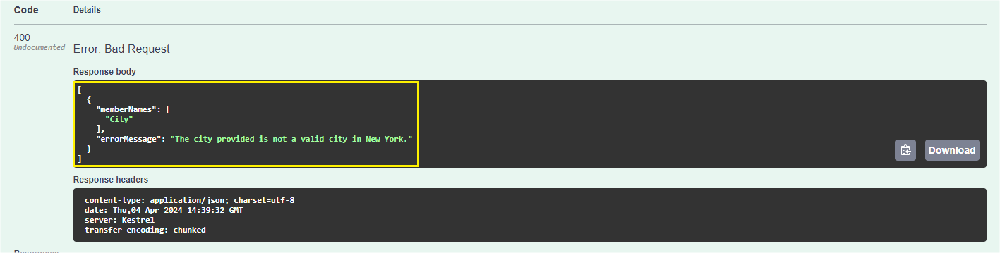 Code Details
400
Undocumented
Error: Bad Request
Response body
[
  {
    "memberNames": [
      "City"
    ],
    "errorMessage": "The city provided is not a valid city in New York."
  }
]
Download
Response headers
content-type: application/json; charset=utf-8
date: Thu,04 Apr 2024 14:39:32 GMT
server: Kestrel
transfer-encoding: chunked
Responses